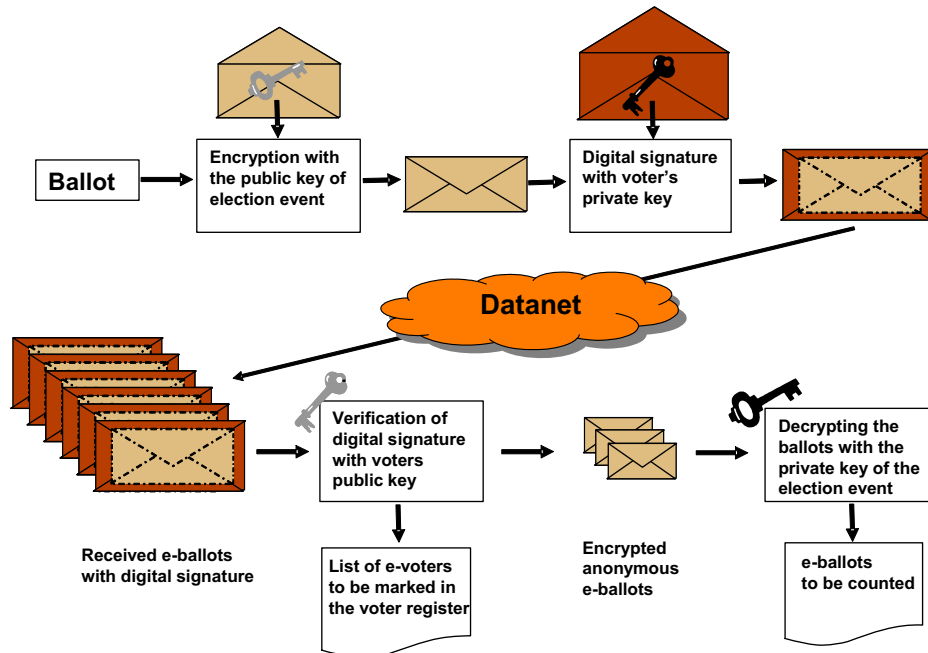 Ballot
Encryption with
the public key of
election event
Digital signature
with voter's
private key
Datanet
Verification of
digital signature
with voters
public key
Decrypting the
ballots with the
private key of the
election event
Received e-ballots
with digital signature
List of e-voters
to be marked in
the voter register
Encrypted
anonymous
e-ballots
e-ballots
to be counted